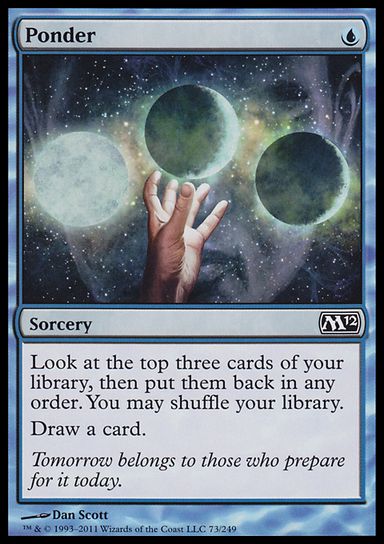 Ponder
Sorcery
M12
Look at the top three cards of your
library, then put them back in any
order. You may shuffle your library.
Draw a card.
Tomorrow belongs to those who prepare
for it today.
Dan Scott
™ & © 1993–2011 Wizards of the Coast LLC 73/249